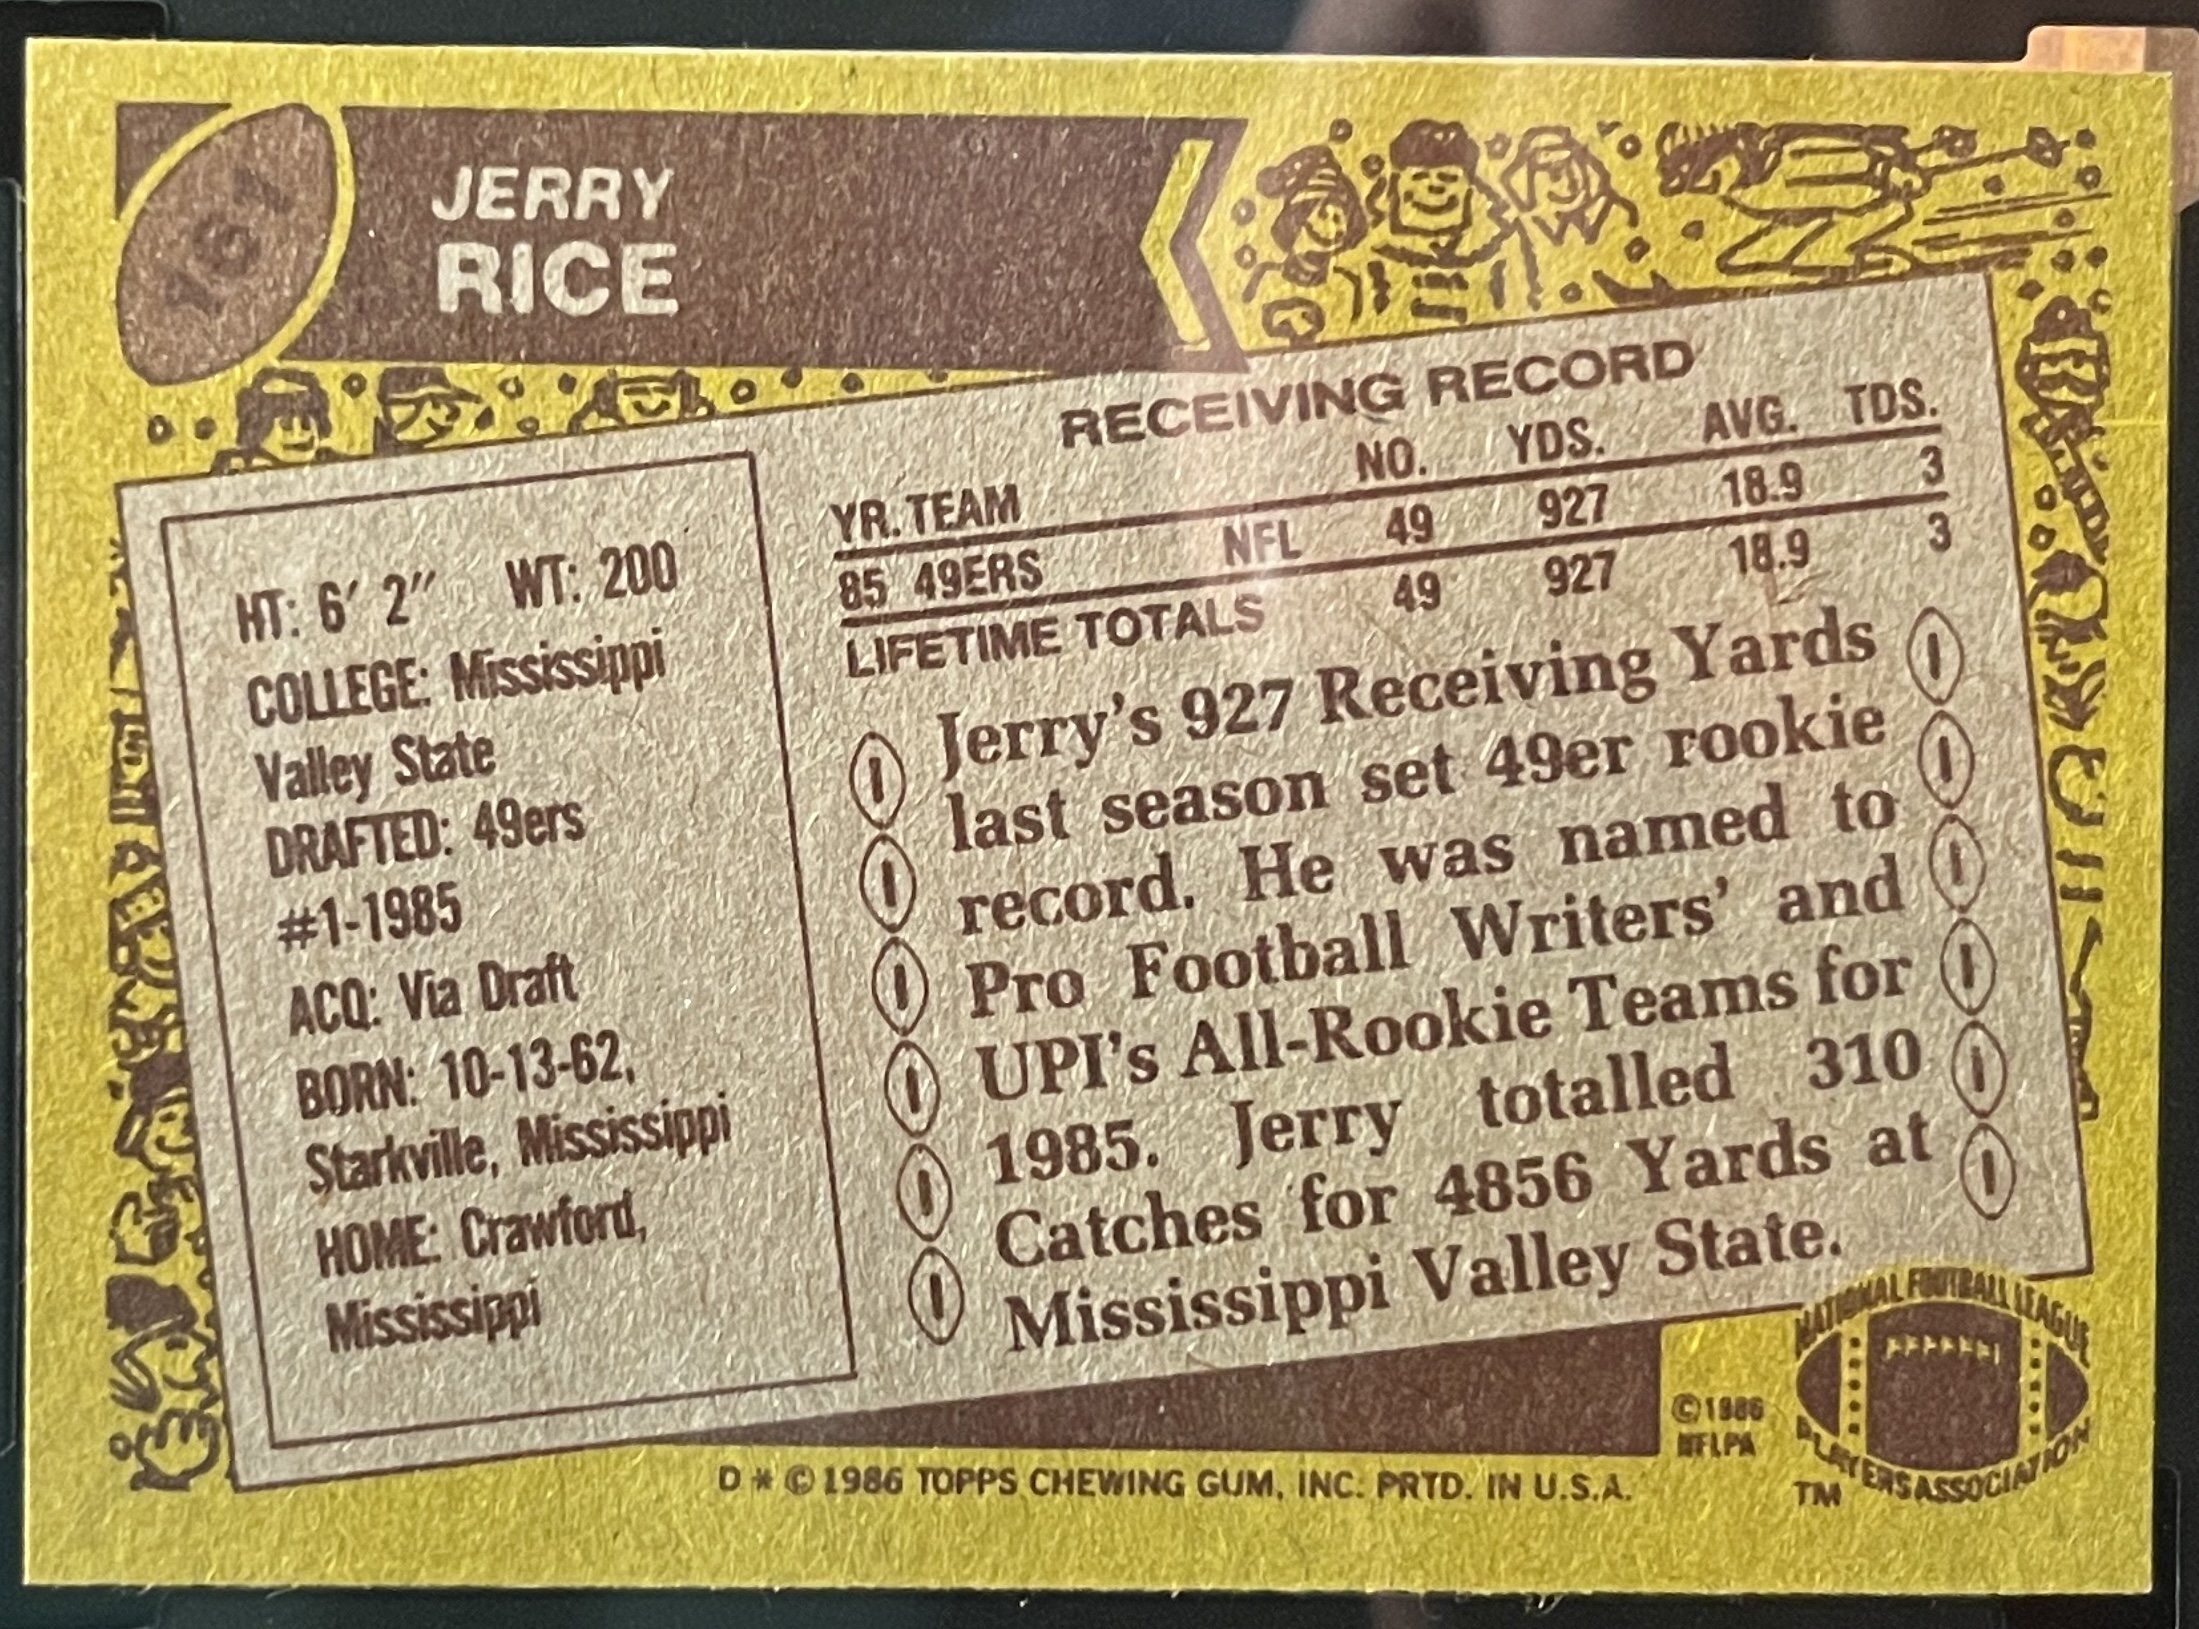 161
JERRY
RICE
RECEIVING RECORD
YR. TEAM NO. YDS. AVG. TDS.
85 49ERS NFL 49 927 18.9 3
LIFETIME TOTALS 49 927 18.9 3
HT: 6' 2" WT: 200
COLLEGE: Mississippi
Valley State
DRAFTED: 49ers
#1-1985
ACQ: Via Draft
BORN: 10-13-62,
Starkville, Mississippi
HOME: Crawford,
Mississippi
Jerry's 927 Receiving Yards
last season set 49er rookie
record. He was named to
Pro Football Writers' and
UPI's All-Rookie Teams for
1985. Jerry totalled 310
Catches for 4856 Yards at
Mississippi Valley State.
©1986
NFLPA
NATIONAL FOOTBALL LEAGUE
PLAYERS ASSOCIATION
TM
D * © 1986 TOPPS CHEWING GUM, INC. PRTD. IN U.S.A.